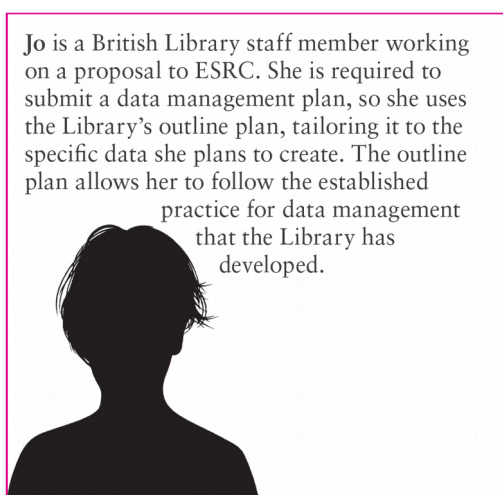 Jo is a British Library staff member working
on a proposal to ESRC. She is required to
submit a data management plan, so she uses
the Library’s outline plan, tailoring it to the
specific data she plans to create. The outline
plan allows her to follow the established
practice for data management
that the Library has
developed.